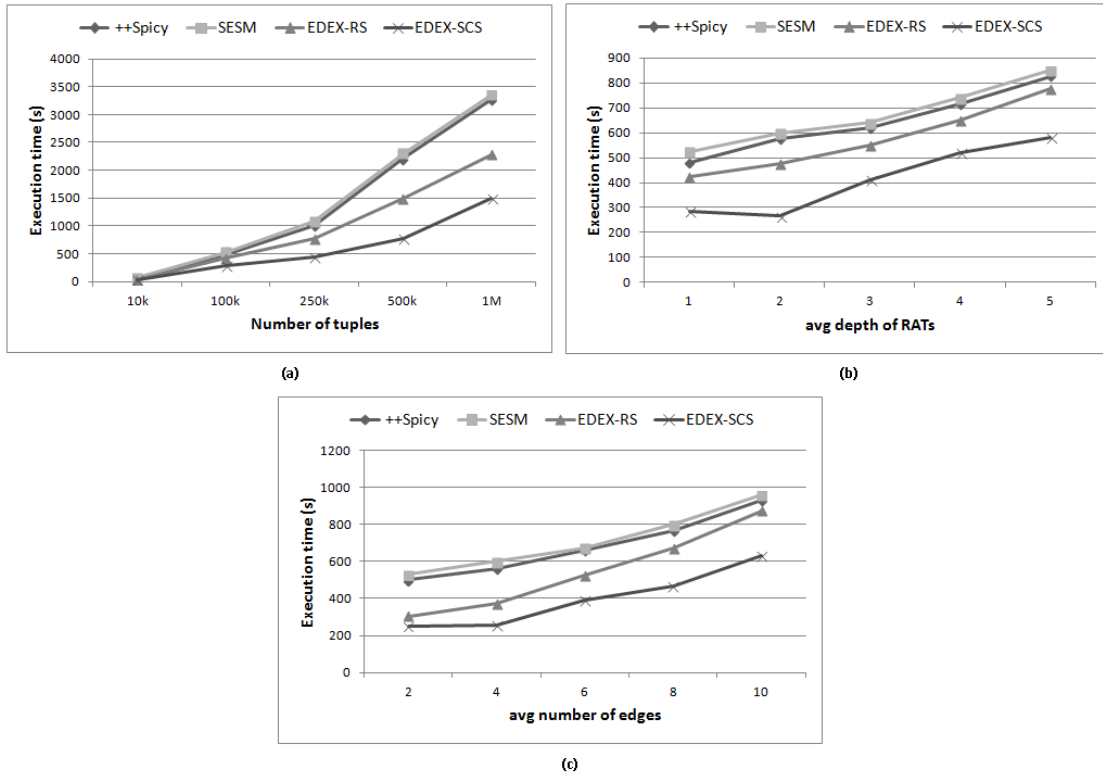 ++Spicy SESM EDEX-RS EDEX-SCS
Execution time (s)
4000
3500
3000
2500
2000
1500
1000
500
0
10k 100k 250k 500k 1M
Number of tuples
(a)
++Spicy SESM EDEX-RS EDEX-SCS
Execution time (s)
900
800
700
600
500
400
300
200
100
0
1 2 3 4 5
avg depth of RATs
(b)
++Spicy SESM EDEX-RS EDEX-SCS
Execution time (s)
1200
1000
800
600
400
200
0
2 4 6 8 10
avg number of edges
(c)